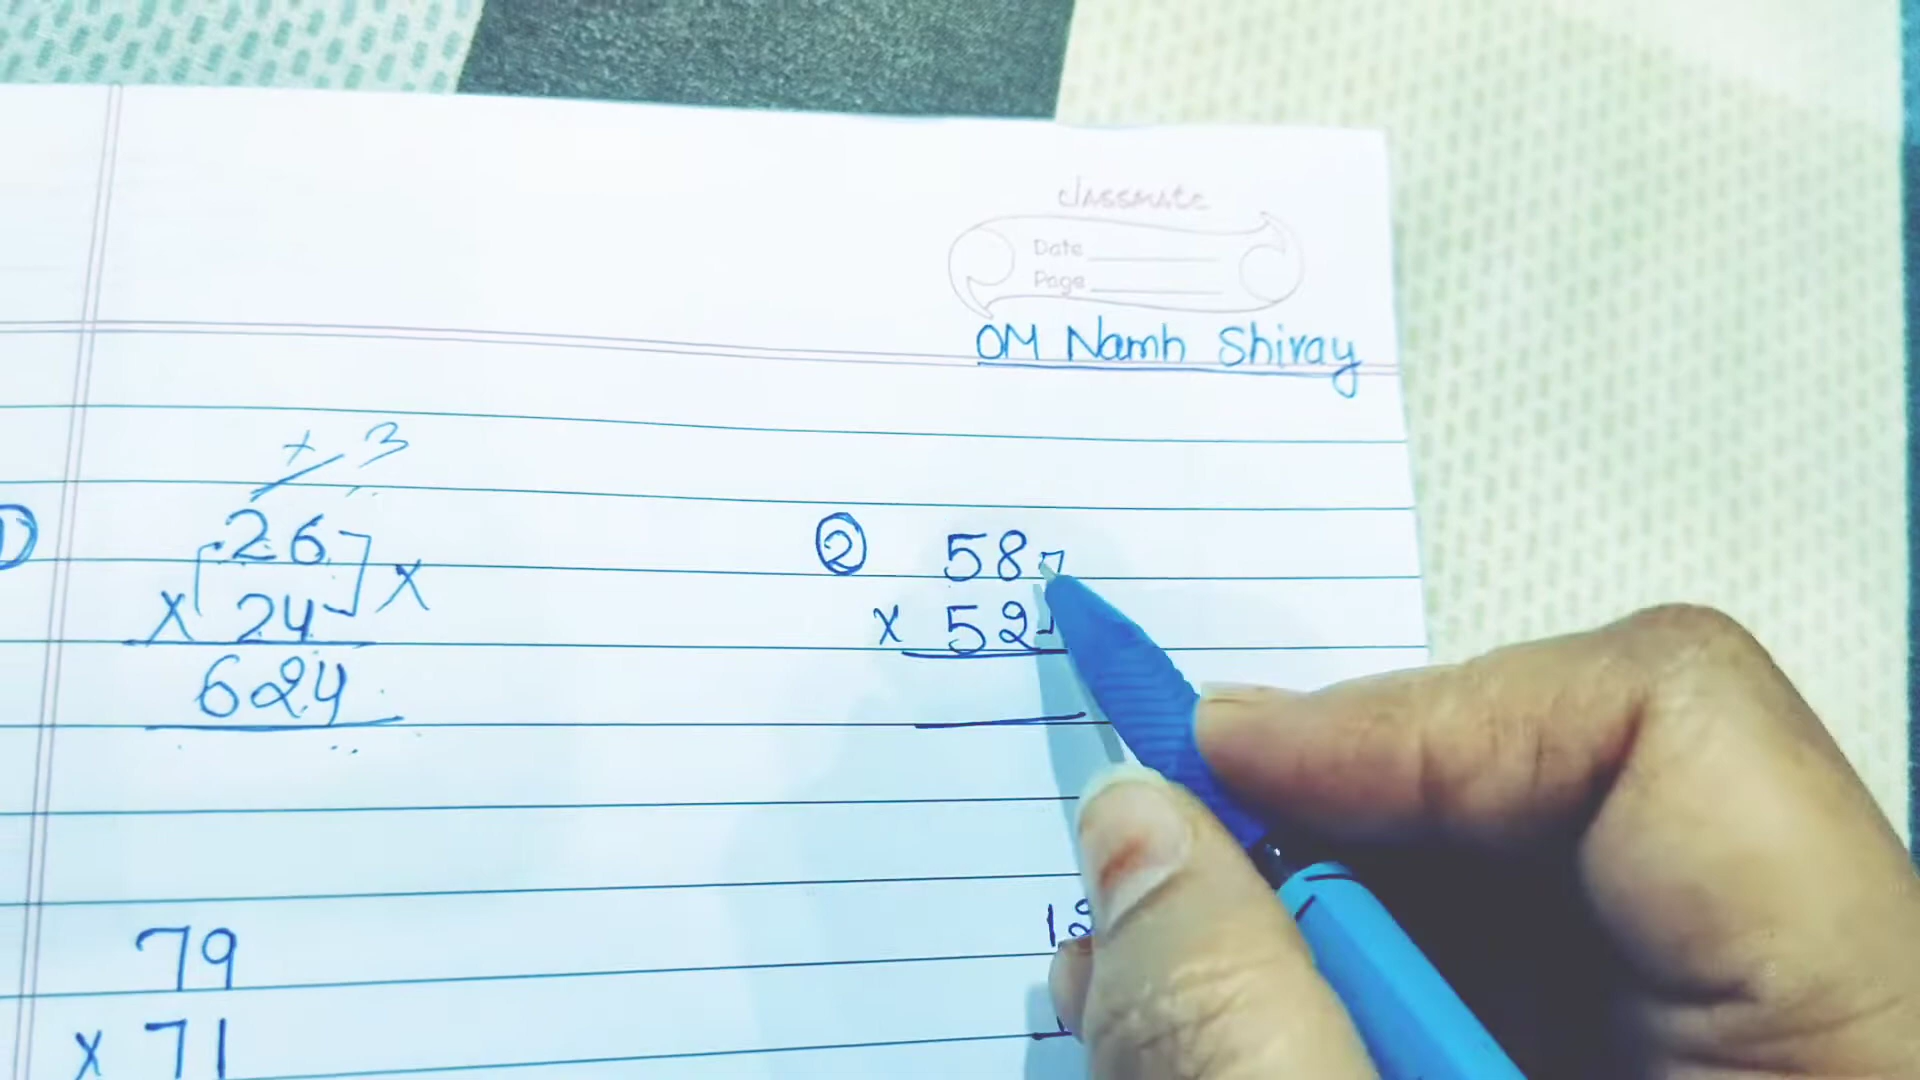 classmate
Date
Page
OM Namh Shivay
+ 3
① 26
× 24 ×
624
② 58
× 52
79
× 71